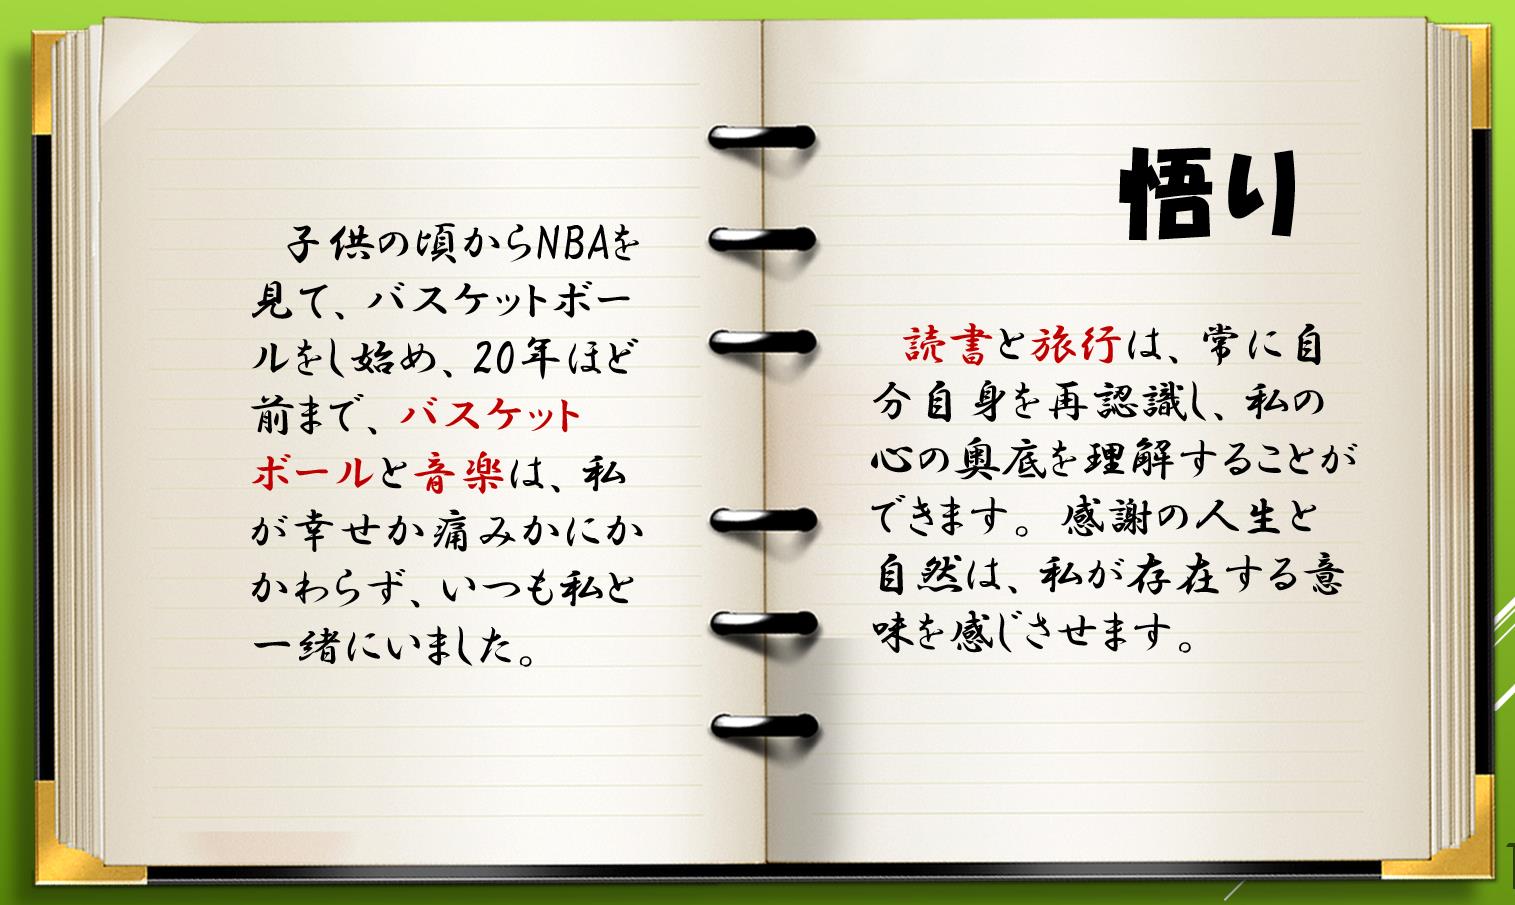 子供の頃からNBAを
見て、バスケットボー
ルをし始め、20年ほど
前まで、バスケット
ボールと音楽は、私
が幸せか痛みかにか
かわらず、いつも私と
一緒にいました。
悟り
読書と旅行は、常に自
分自身を再認識し、私の
心の奥底を理解することが
できます。感謝の人生と
自然は、私が存在する意
味を感じさせます。